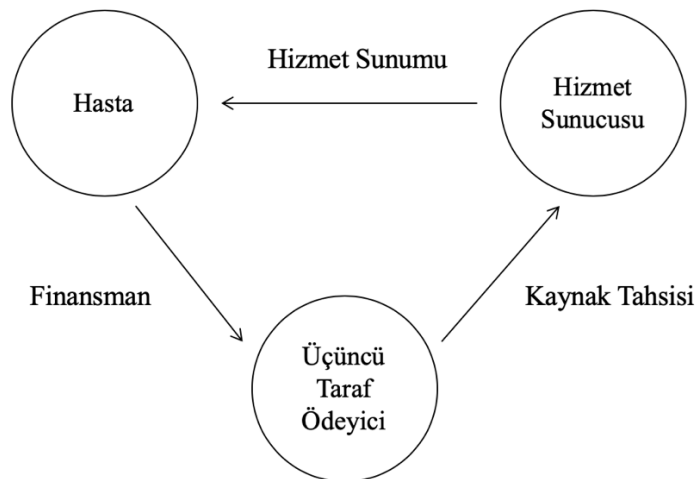 Hizmet Sunumu
Hasta
Hizmet
Sunucusu
Finansman
Kaynak Tahsisi
Üçüncü
Taraf
Ödeyici